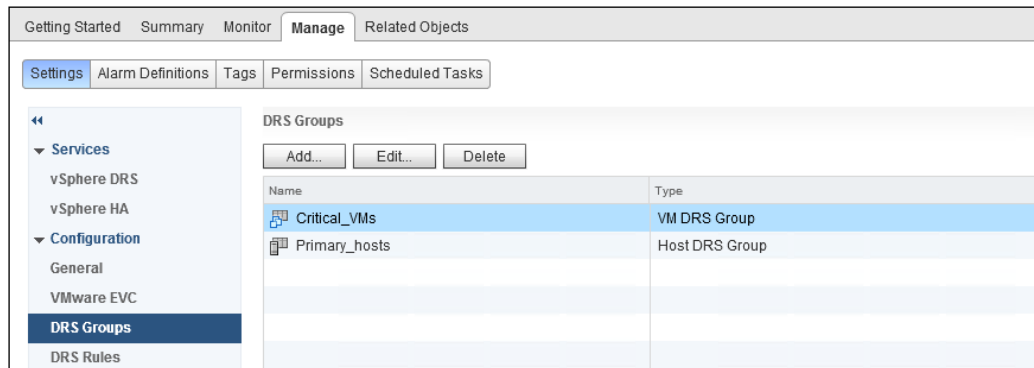 Getting Started Summary Monitor Manage Related Objects
Settings Alarm Definitions Tags Permissions Scheduled Tasks
Services
vSphere DRS
vSphere HA
Configuration
General
VMware EVC
DRS Groups
DRS Rules
DRS Groups
Add... Edit... Delete
Name Type
Critical_VMs VM DRS Group
Primary_hosts Host DRS Group